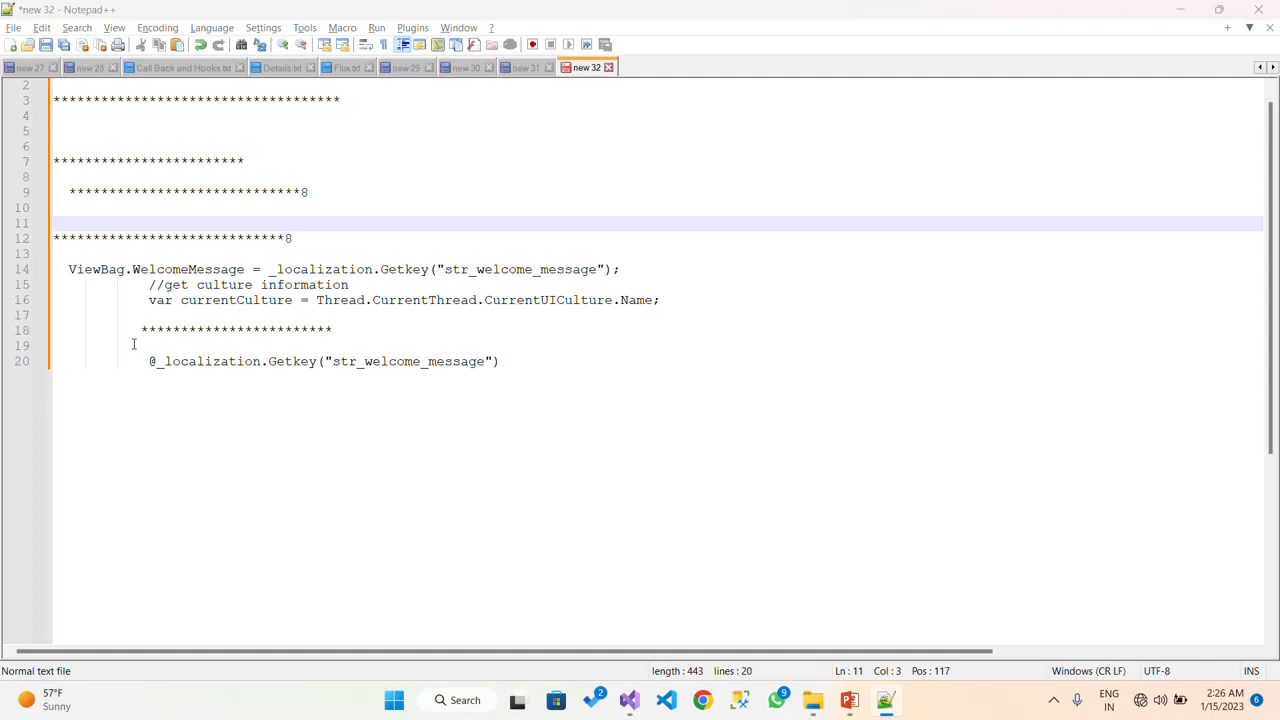 *new 32 - Notepad++
File Edit Search View Encoding Language Settings Tools Macro Run Plugins Window ?
new 27 new 28 Call Back and Hooks.txt Details.txt Flux.txt new 29 new 30 new 31 new 32
2
3 ************************************
4
5
6
7 ************************
8
9 *****************************8
10
11
12 *****************************8
13
14 ViewBag.WelcomeMessage = _localization.Getkey("str_welcome_message");
15 //get culture information
16 var currentCulture = Thread.CurrentThread.CurrentUICulture.Name;
17
18 ************************
19
20 @_localization.Getkey("str_welcome_message")
Normal text file length : 443 lines : 20 Ln : 11 Col : 3 Pos : 117 Windows (CR LF) UTF-8 INS
57°F
Sunny
Search
2
9
ENG
IN
2:26 AM
1/15/2023
6